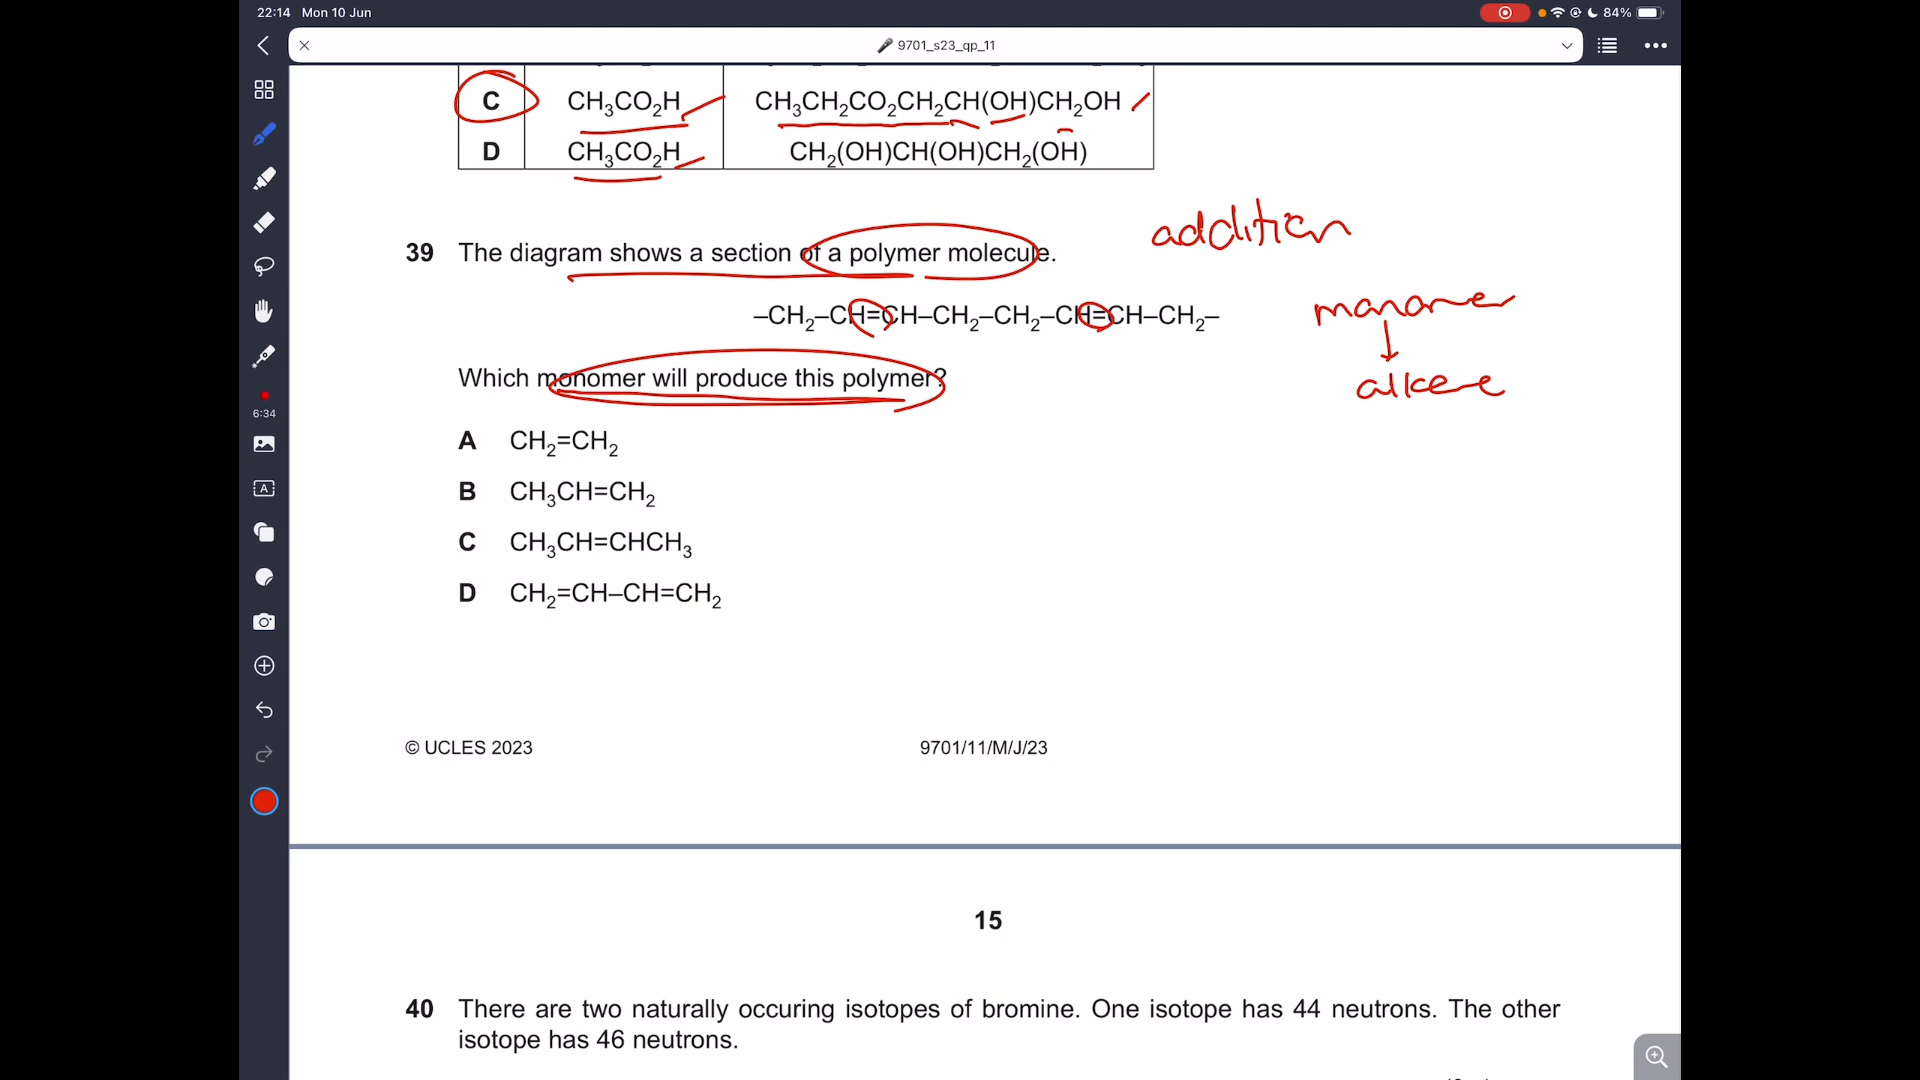 22:14 Mon 10 Jun
84%
9701_s23_qp_11
C CH₃CO₂H CH₃CH₂CO₂CH₂CH(OH)CH₂OH
D CH₃CO₂H CH₂(OH)CH(OH)CH₂(OH)
addition
39 The diagram shows a section of a polymer molecule.
–CH₂–CH=CH–CH₂–CH₂–CH=CH–CH₂–
monomer
alkene
Which monomer will produce this polymer?
6:34
A CH₂=CH₂
B CH₃CH=CH₂
C CH₃CH=CHCH₃
D CH₂=CH–CH=CH₂
© UCLES 2023 9701/11/M/J/23
15
40 There are two naturally occuring isotopes of bromine. One isotope has 44 neutrons. The other
isotope has 46 neutrons.